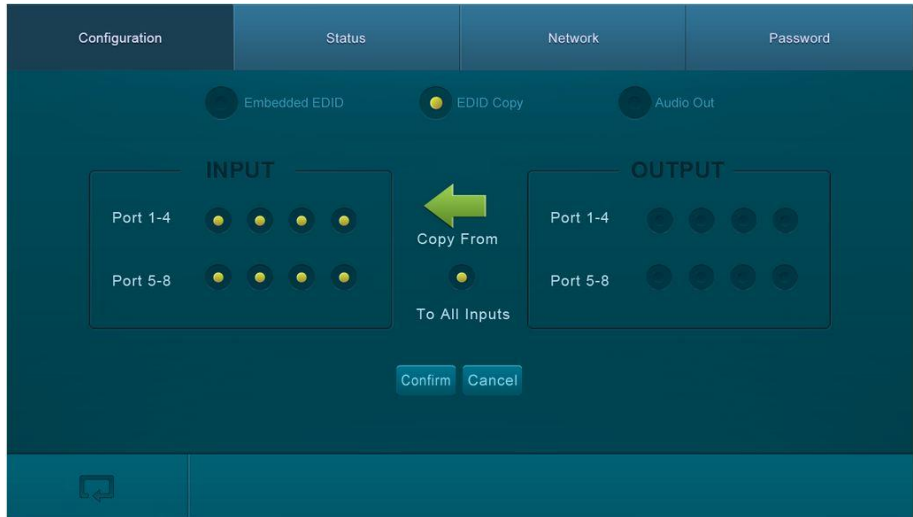 Configuration Status Network Password
Embedded EDID EDID Copy Audio Out
INPUT OUTPUT
Port 1-4 Port 1-4
Copy From
Port 5-8 Port 5-8
To All Inputs
Confirm Cancel